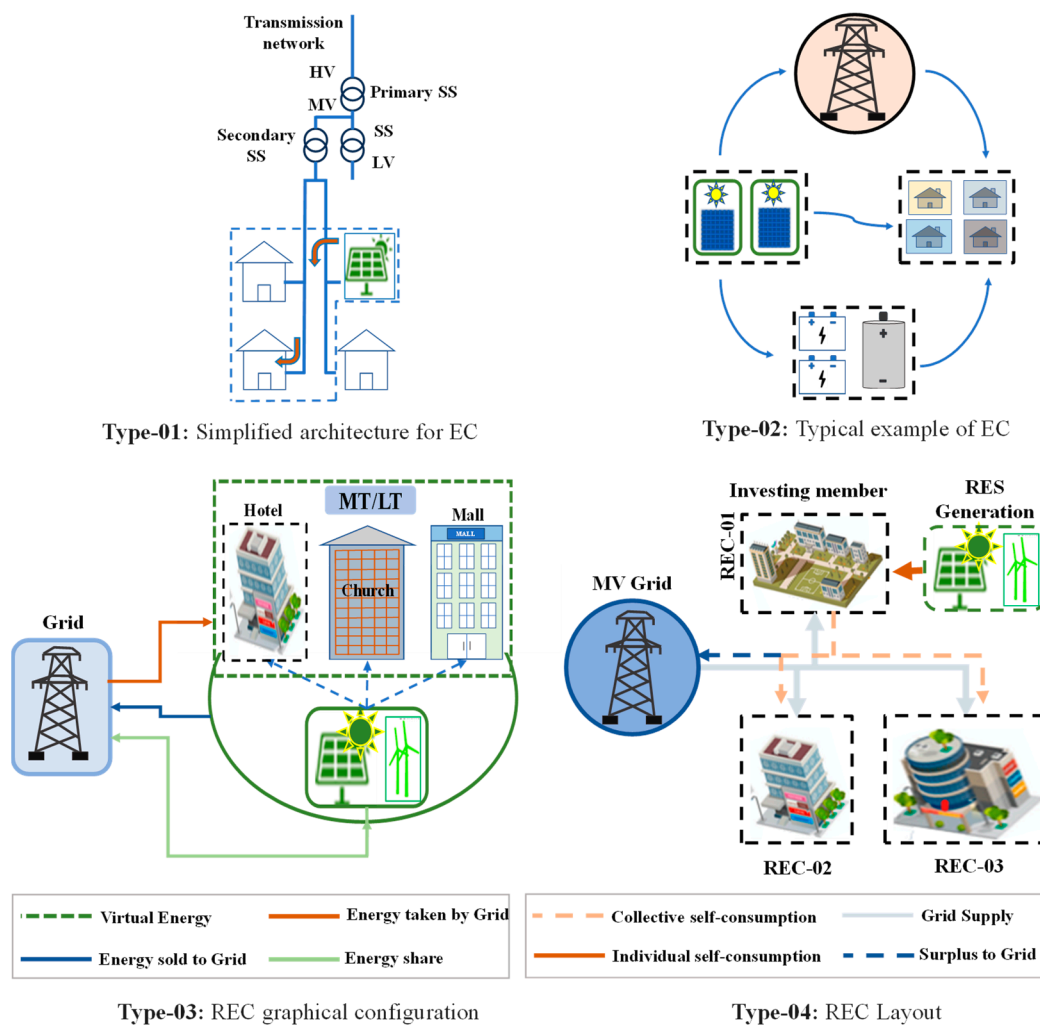 Transmission
network
HV
MV
Primary SS
Secondary
SS
SS
LV
Type-01: Simplified architecture for EC
Type-02: Typical example of EC
MT/LT
Hotel
Mall
MALL
Church
Grid
Virtual Energy
Energy taken by Grid
Energy sold to Grid
Energy share
Type-03: REC graphical configuration
Investing member
RES
Generation
REC-01
MV Grid
REC-02
REC-03
Collective self-consumption
Grid Supply
Individual self-consumption
Surplus to Grid
Type-04: REC Layout